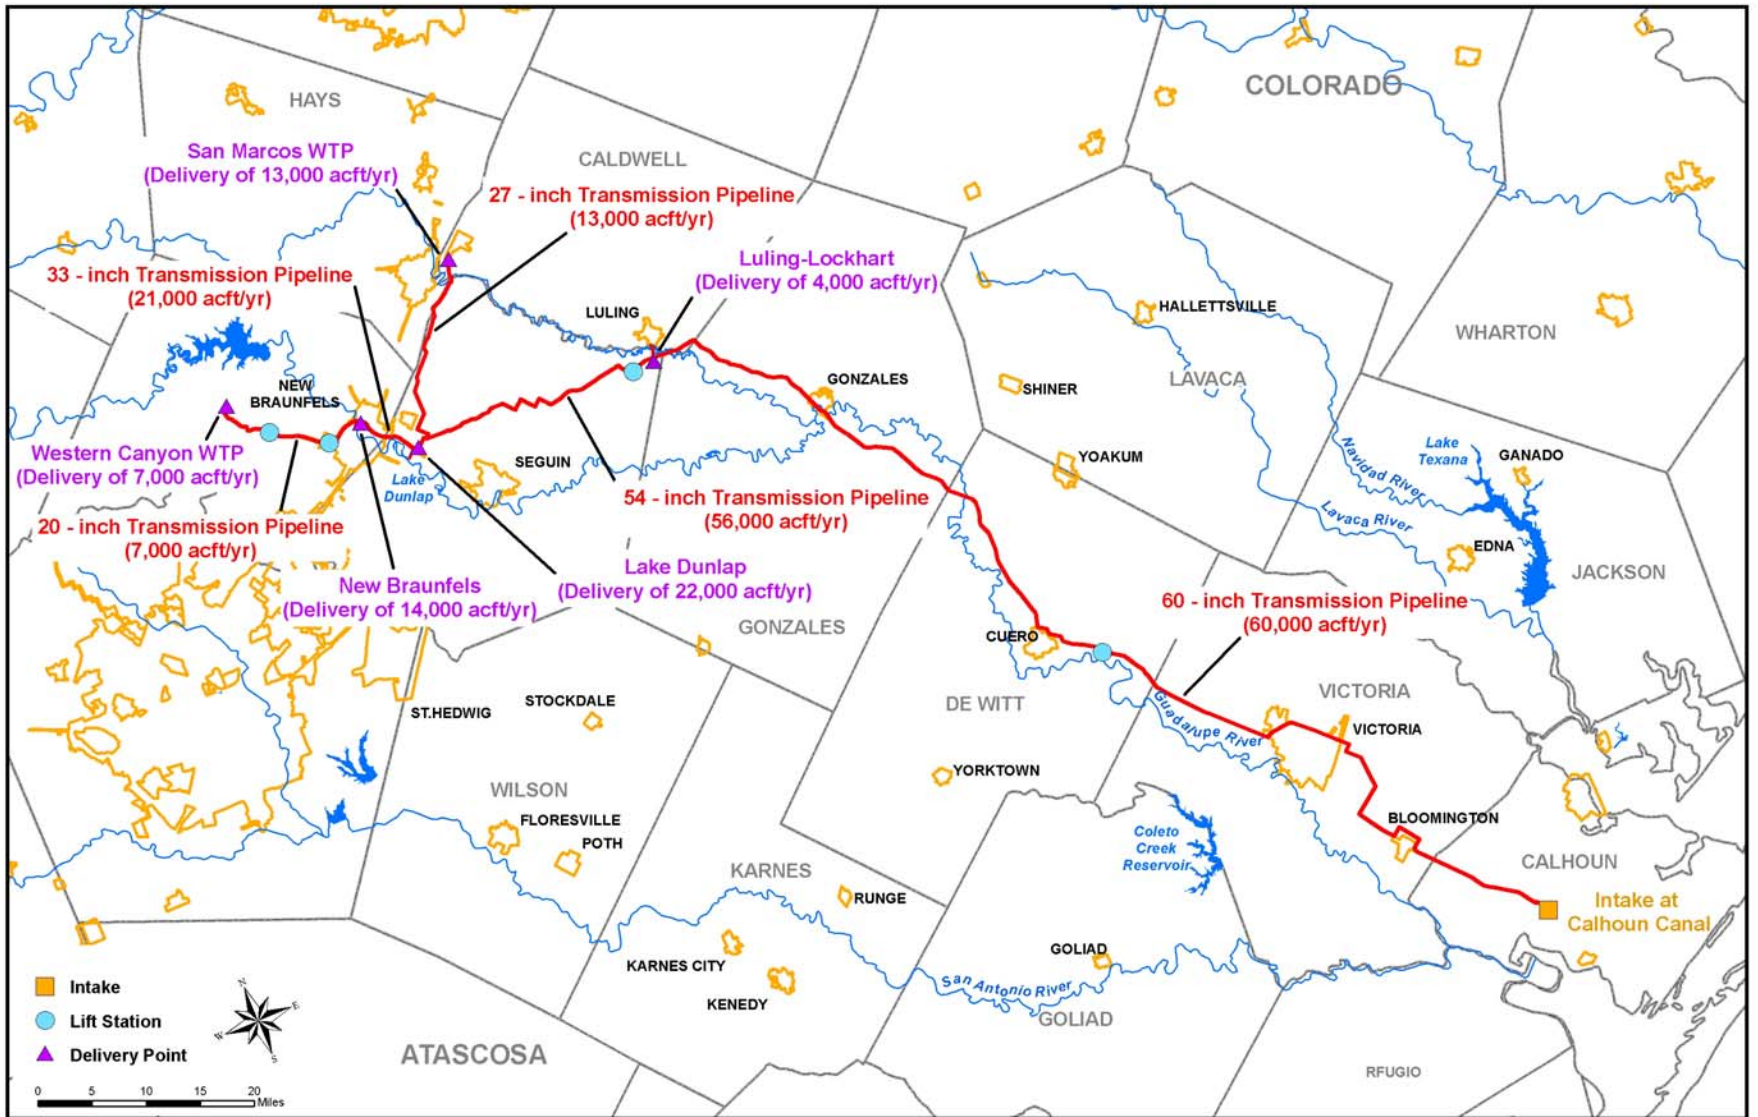 COLORADO
HAYS
San Marcos WTP
(Delivery of 13,000 acft/yr)
CALDWELL
27 - inch Transmission Pipeline
(13,000 acft/yr)
33 - inch Transmission Pipeline
(21,000 acft/yr)
Luling-Lockhart
(Delivery of 4,000 acft/yr)
LULING
HALLETTSVILLE
WHARTON
NEW
BRAUNFELS
GONZALES
SHINER
LAVACA
Western Canyon WTP
(Delivery of 7,000 acft/yr)
SEGUIN
Lake
Dunlap
YOAKUM
Navidad River
Lake
Texana
GANADO
20 - inch Transmission Pipeline
(7,000 acft/yr)
54 - inch Transmission Pipeline
(56,000 acft/yr)
Lavaca River
EDNA
JACKSON
New Braunfels
(Delivery of 14,000 acft/yr)
Lake Dunlap
(Delivery of 22,000 acft/yr)
60 - inch Transmission Pipeline
(60,000 acft/yr)
GONZALES
CUERO
ST.HEDWIG
STOCKDALE
DE WITT
Guadalupe River
VICTORIA
VICTORIA
YORKTOWN
WILSON
FLORESVILLE
POTH
BLOOMINGTON
Coleto
Creek
Reservoir
CALHOUN
KARNES
RUNGE
Intake at
Calhoun Canal
KARNES CITY
KENEDY
GOLIAD
San Antonio River
GOLIAD
Intake
Lift Station
Delivery Point
N
E
W
S
ATASCOSA
RFUGIO
0 5 10 15 20
Miles